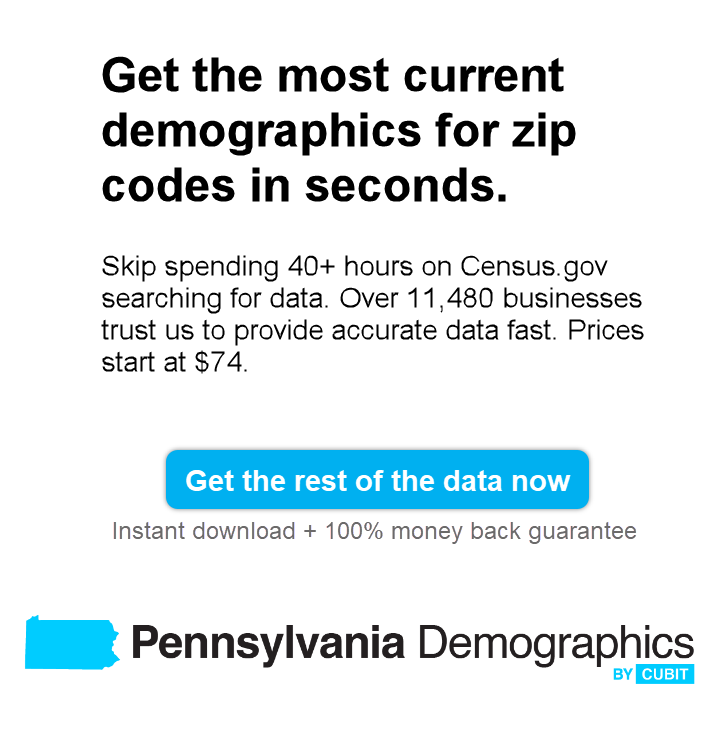 Get the most current
demographics for zip
codes in seconds.
Skip spending 40+ hours on Census.gov
searching for data. Over 11,480 businesses
trust us to provide accurate data fast. Prices
start at $74.
Get the rest of the data now
Instant download + 100% money back guarantee
Pennsylvania Demographics
BY CUBIT